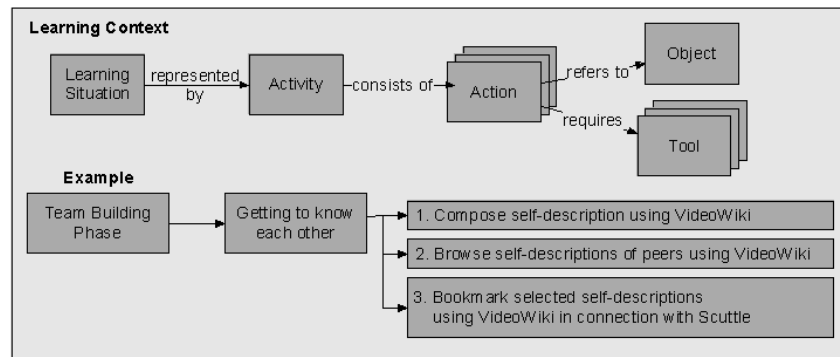 Learning Context
Learning
Situation
represented
by
Activity
consists of
Action
refers to
Object
requires
Tool
Example
Team Building
Phase
Getting to know
each other
1. Compose self-description using VideoWiki
2. Browse self-descriptions of peers using VideoWiki
3. Bookmark selected self-descriptions
using VideoWiki in connection with Scuttle